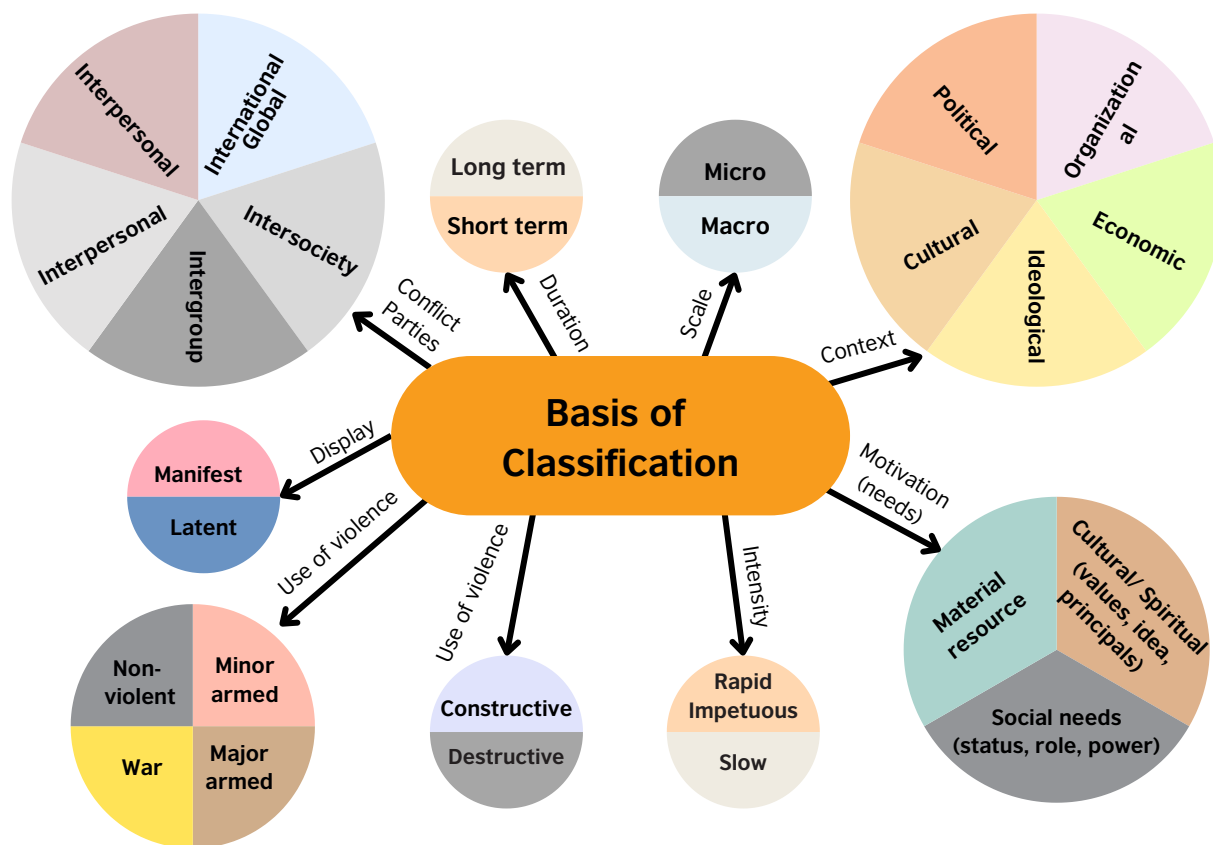 Interpersonal
International
Global
Interpersonal
Intersociety
Intergroup
Long term
Short term
Micro
Macro
Political
Organization
al
Cultural
Economic
Ideological
Conflict
Parties
Duration
Scale
Context
Basis of
Classification
Display
Manifest
Latent
Use of violence
Use of violence
Intensity
Motivation
(needs)
Non-
violent
Minor
armed
War
Major
armed
Constructive
Destructive
Rapid
Impetuous
Slow
Material
resource
Cultural/ Spiritual
(values, idea,
principals)
Social needs
(status, role, power)